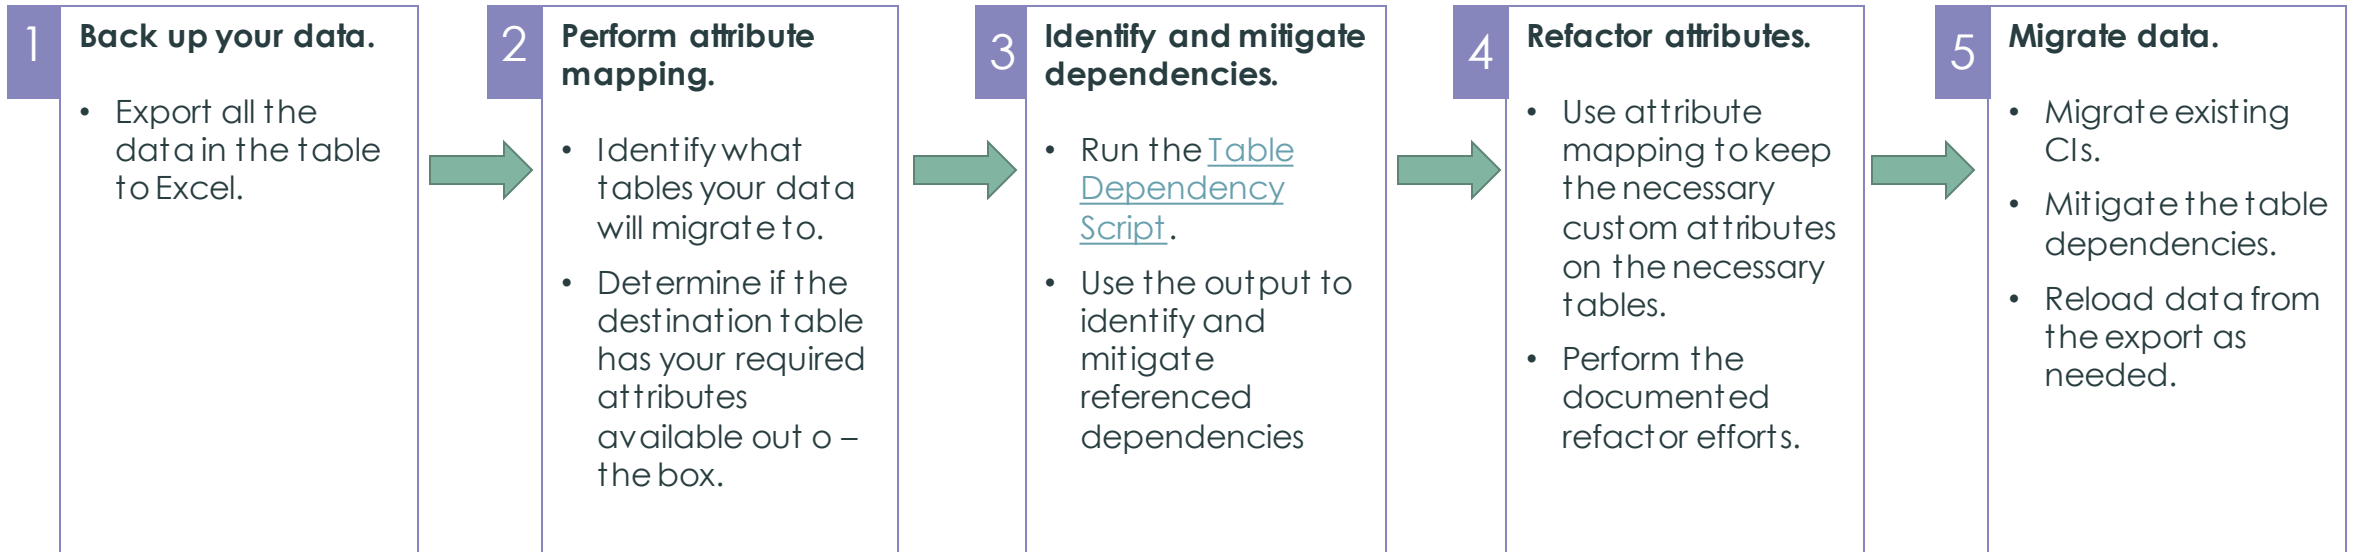 1
Back up your data.
• Export all the
data in the table
to Excel.
2
Perform attribute
mapping.
• Identify what
tables your data
will migrate to.
• Determine if the
destination table
has your required
attributes
available out o –
the box.
3
Identify and mitigate
dependencies.
• Run the Table
Dependency
Script.
• Use the output to
identify and
mitigate
referenced
dependencies
4
Refactor attributes.
• Use attribute
mapping to keep
the necessary
custom attributes
on the necessary
tables.
• Perform the
documented
refactor efforts.
5
Migrate data.
• Migrate existing
CIs.
• Mitigate the table
dependencies.
• Reload data from
the export as
needed.